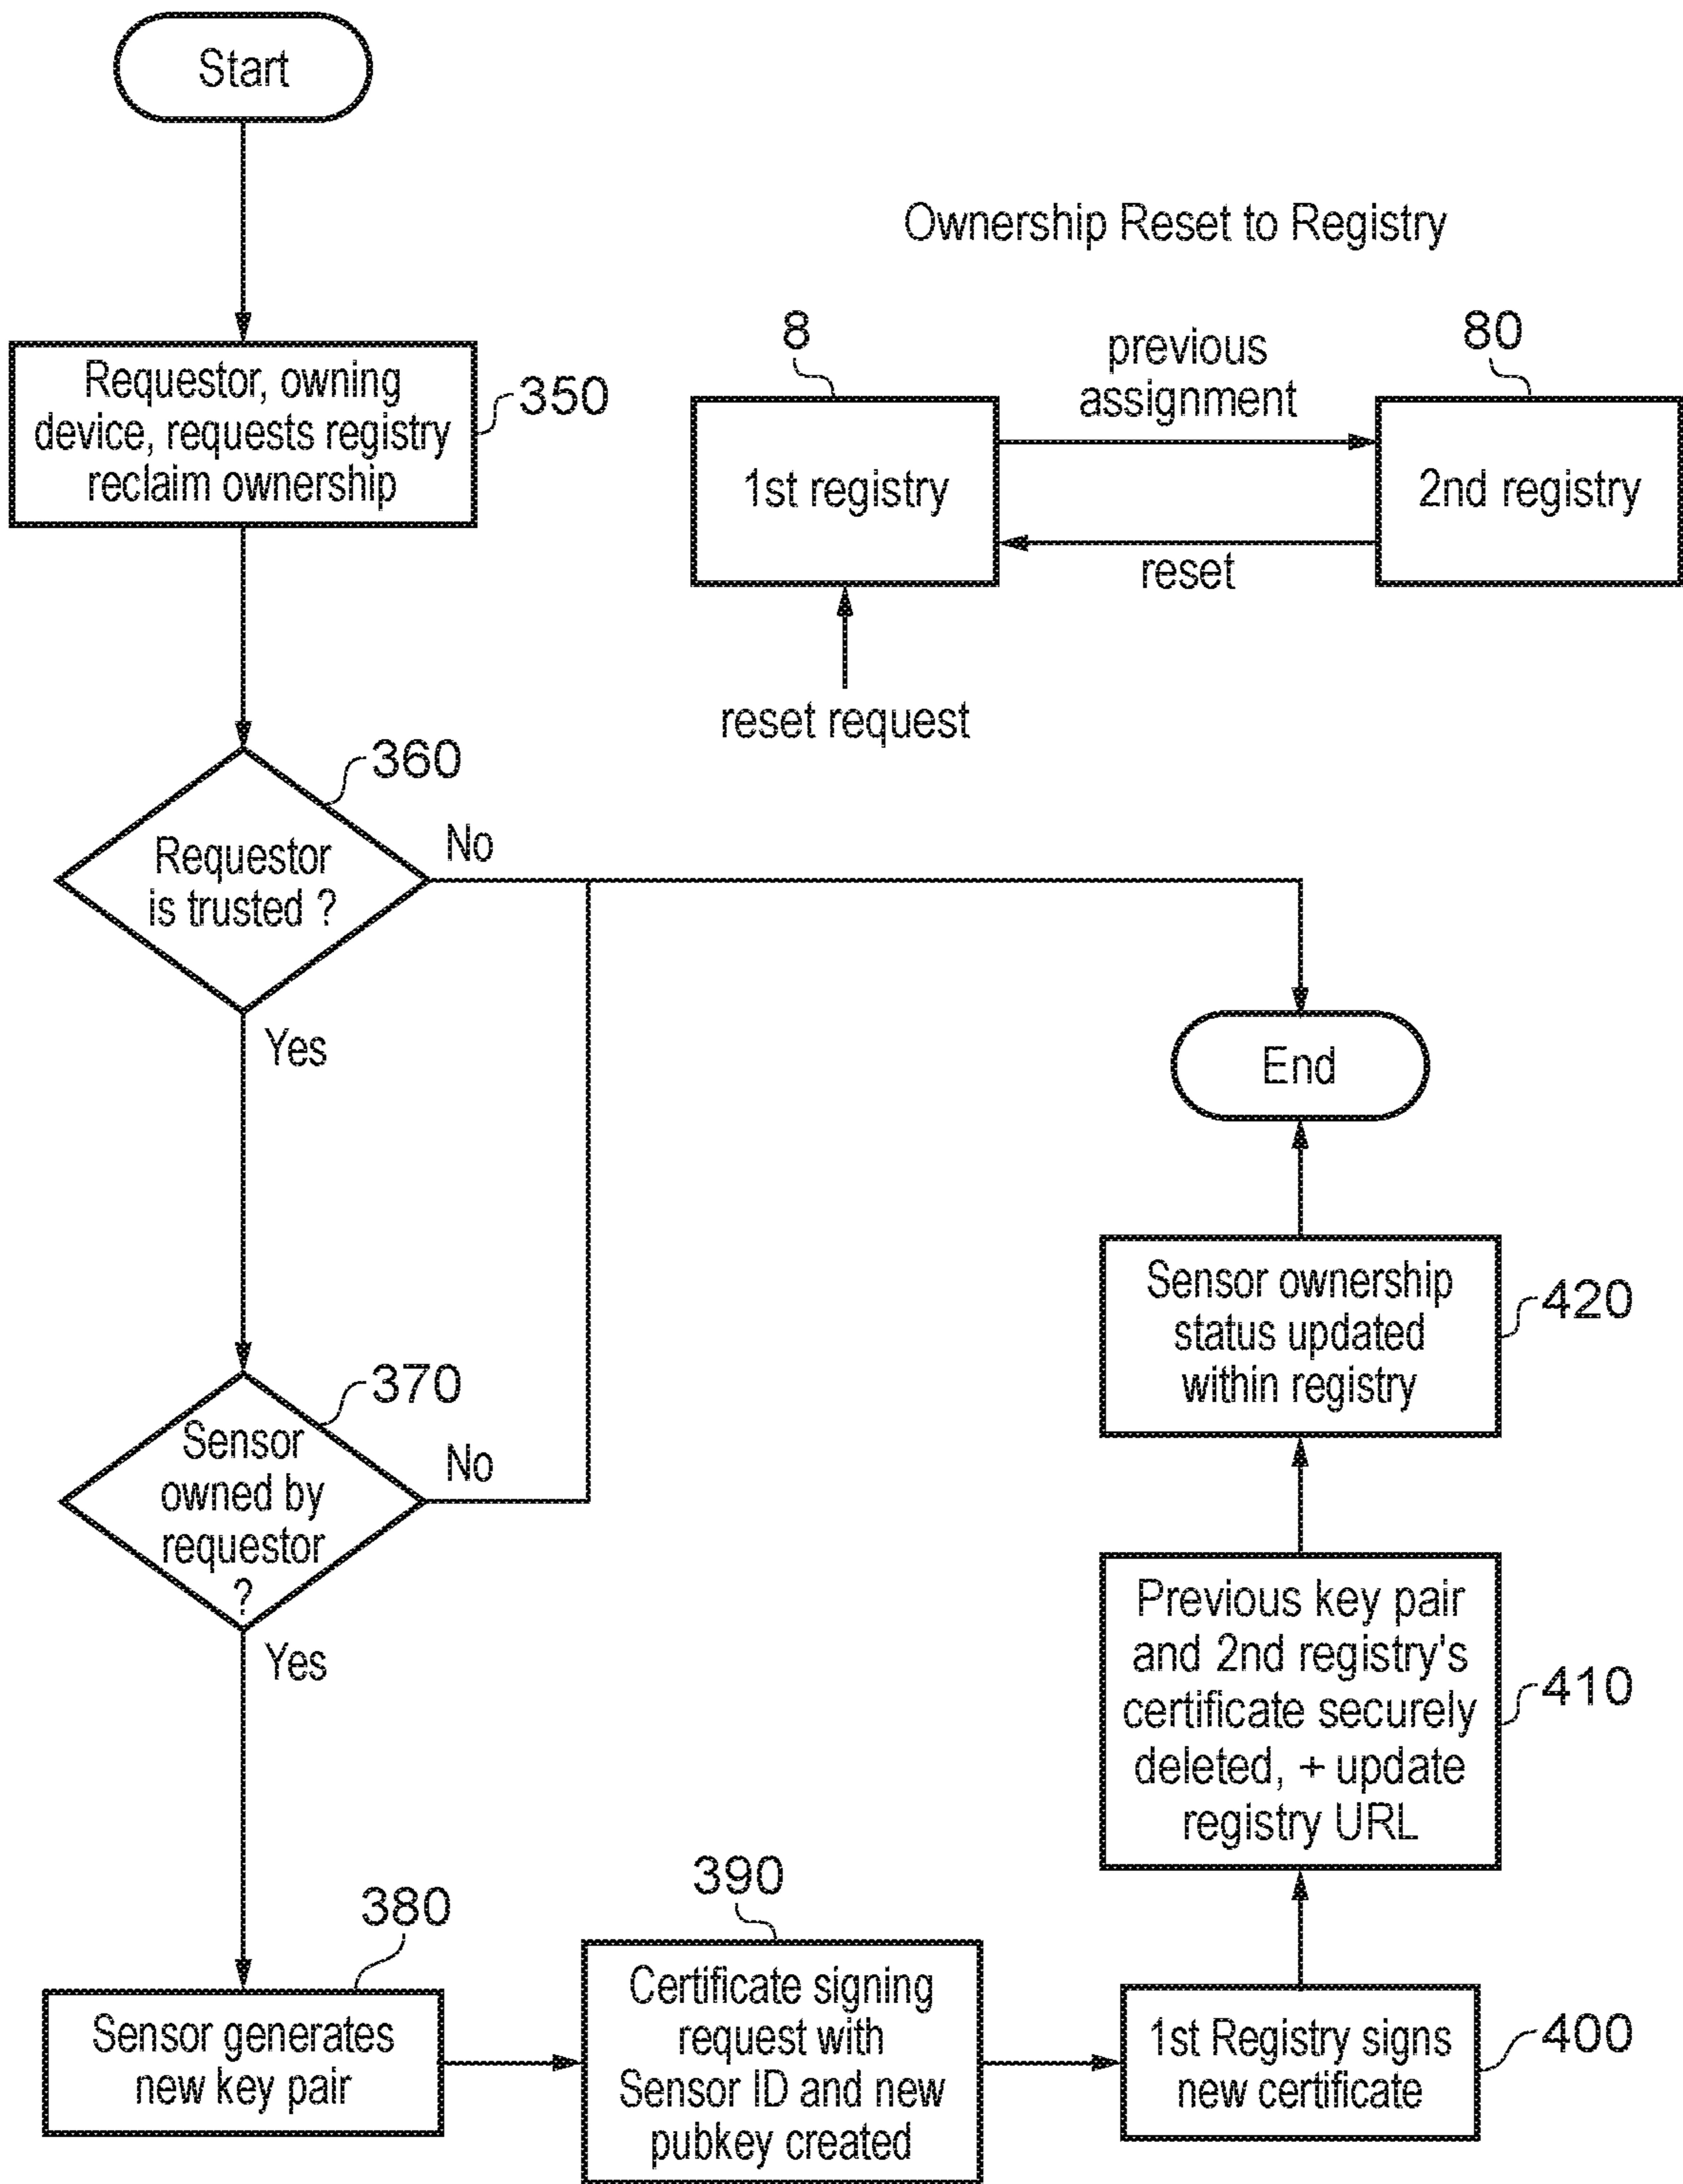 Start
Ownership Reset to Registry
Requestor, owning
device, requests registry
reclaim ownership
350
8
previous
assignment
80
1st registry
2nd registry
reset
reset request
360
Requestor
is trusted ?
No
Yes
End
370
Sensor
owned by
requestor
?
No
Yes
Sensor ownership
status updated
within registry
420
Previous key pair
and 2nd registry's
certificate securely
deleted, + update
registry URL
410
380
Sensor generates
new key pair
390
Certificate signing
request with
Sensor ID and new
pubkey created
1st Registry signs
new certificate
400